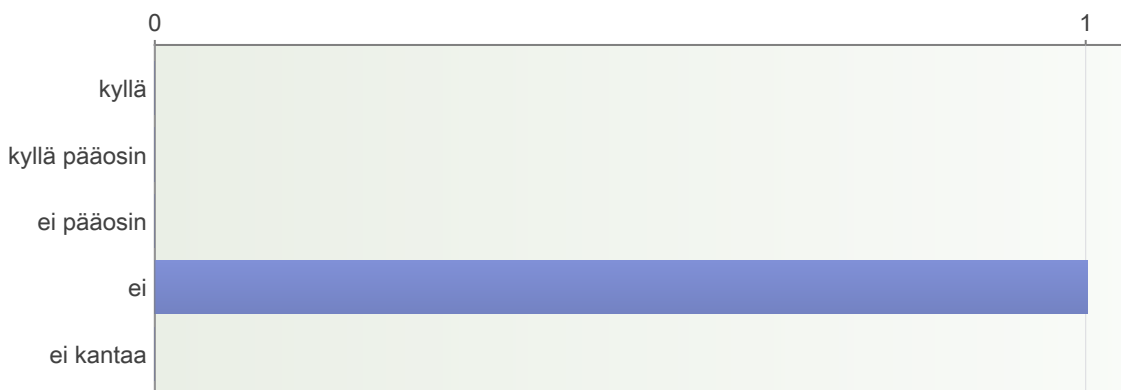 0 1
kyllä
kyllä pääosin
ei pääosin
ei
ei kantaa